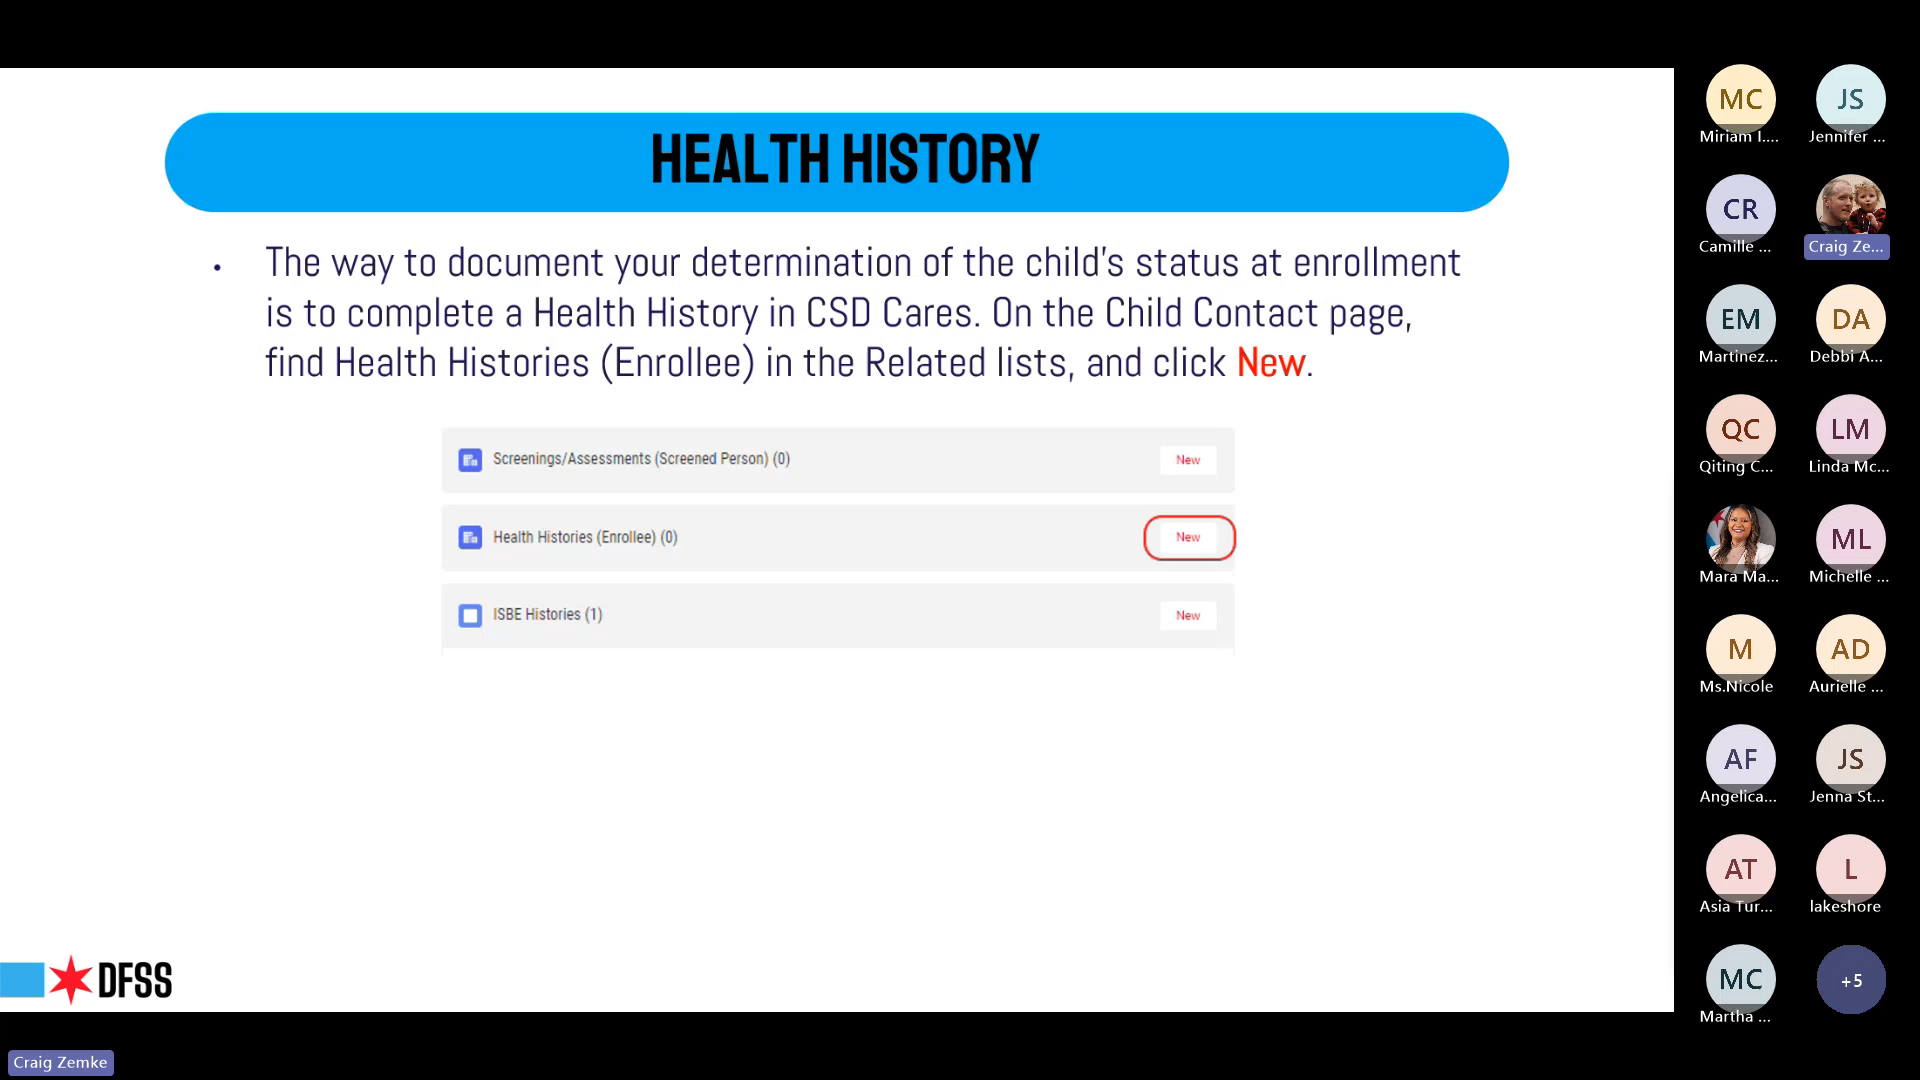 HEALTH HISTORY
• The way to document your determination of the child's status at enrollment
is to complete a Health History in CSD Cares. On the Child Contact page,
find Health Histories (Enrollee) in the Related lists, and click New.
Screenings/Assessments (Screened Person) (0) New
Health Histories (Enrollee) (0) New
ISBE Histories (1) New
DFSS
Craig Zemke
MC JS
Miriam I.... Jennifer ...
CR
Camille ... Craig Ze...
EM DA
Martinez... Debbi A...
QC LM
Qiting C... Linda Mc...
ML
Mara Ma... Michelle ...
M AD
Ms.Nicole Aurielle ...
AF JS
Angelica... Jenna St...
AT L
Asia Tur... lakeshore
MC +5
Martha ...